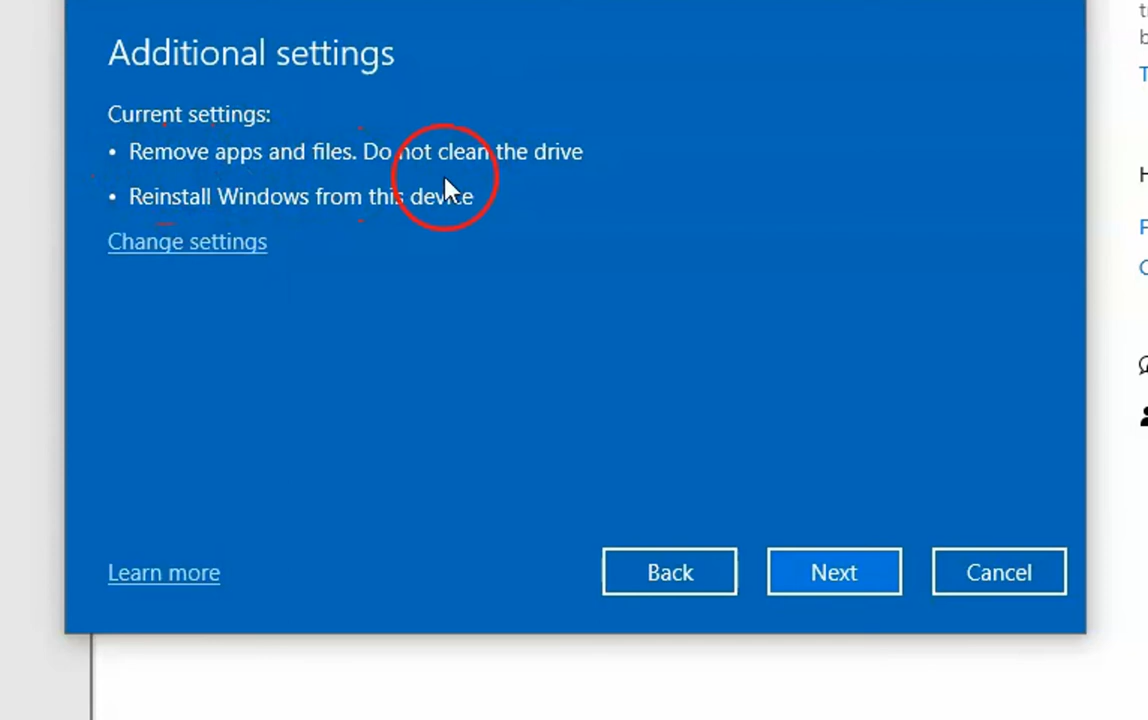 Additional settings
Current settings:
• Remove apps and files. Do not clean the drive
• Reinstall Windows from this device
Change settings
Learn more
Back
Next
Cancel